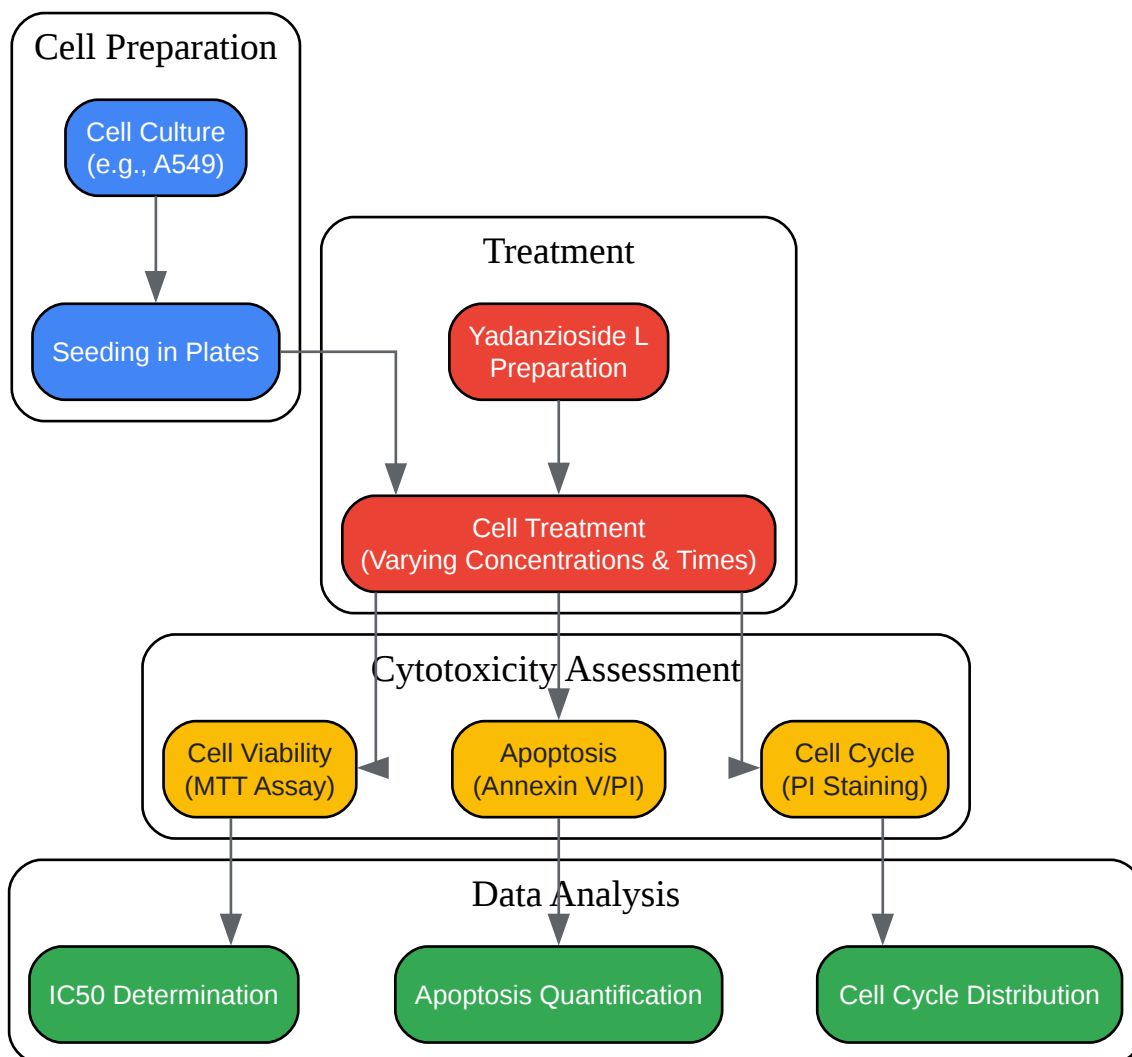 Cell Preparation
Cell Culture
(e.g., A549)
Seeding in Plates
Treatment
Yadanzioside L
Preparation
Cell Treatment
(Varying Concentrations & Times)
Cytotoxicity Assessment
Cell Viability
(MTT Assay)
Apoptosis
(Annexin V/PI)
Cell Cycle
(PI Staining)
Data Analysis
IC50 Determination
Apoptosis Quantification
Cell Cycle Distribution